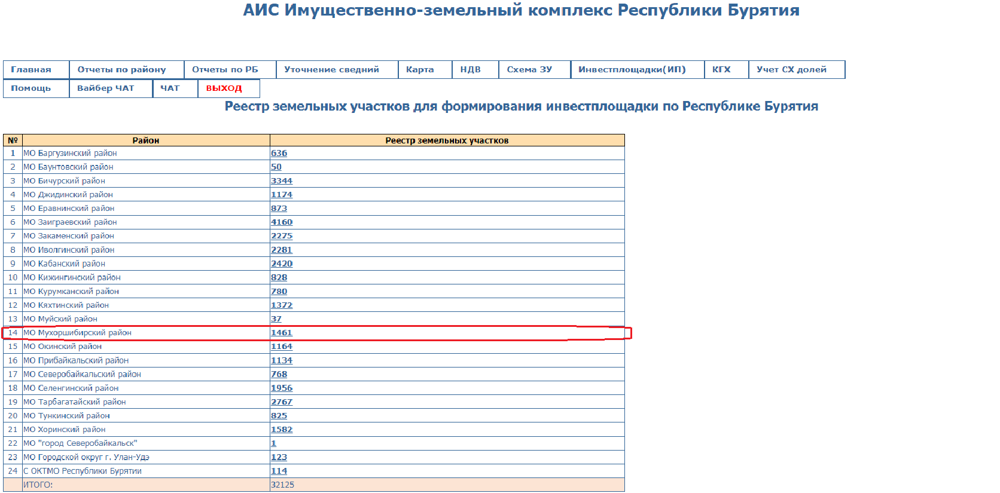 АИС Имущественно-земельный комплекс Республики Бурятия
Главная Отчеты по району Отчеты по РБ Уточнение сведний Карта НДВ Схема ЗУ Инвестплощадки(ИП) КГХ Учет СХ долей
Помощь Вайбер ЧАТ ЧАТ ВЫХОД
Реестр земельных участков для формирования инвестплощадки по Республике Бурятия
№ Район Реестр земельных участков
1 МО Баргузинский район 636
2 МО Баунтовский район 50
3 МО Бичурский район 3344
4 МО Джидинский район 1174
5 МО Еравнинский район 873
6 МО Заиграевский район 4160
7 МО Закаменский район 2275
8 МО Иволгинский район 2281
9 МО Кабанский район 2420
10 МО Кижингинский район 828
11 МО Курумканский район 780
12 МО Кяхтинский район 1372
13 МО Муйский район 37
14 МО Мухоршибирский район 1461
15 МО Окинский район 1164
16 МО Прибайкальский район 1134
17 МО Северобайкальский район 768
18 МО Селенгинский район 1956
19 МО Тарбагатайский район 2767
20 МО Тункинский район 825
21 МО Хоринский район 1582
22 МО "город Северобайкальск" 1
23 МО Городской округ г. Улан-Удэ 123
24 С ОКТМО Республики Бурятии 114
ИТОГО: 32125